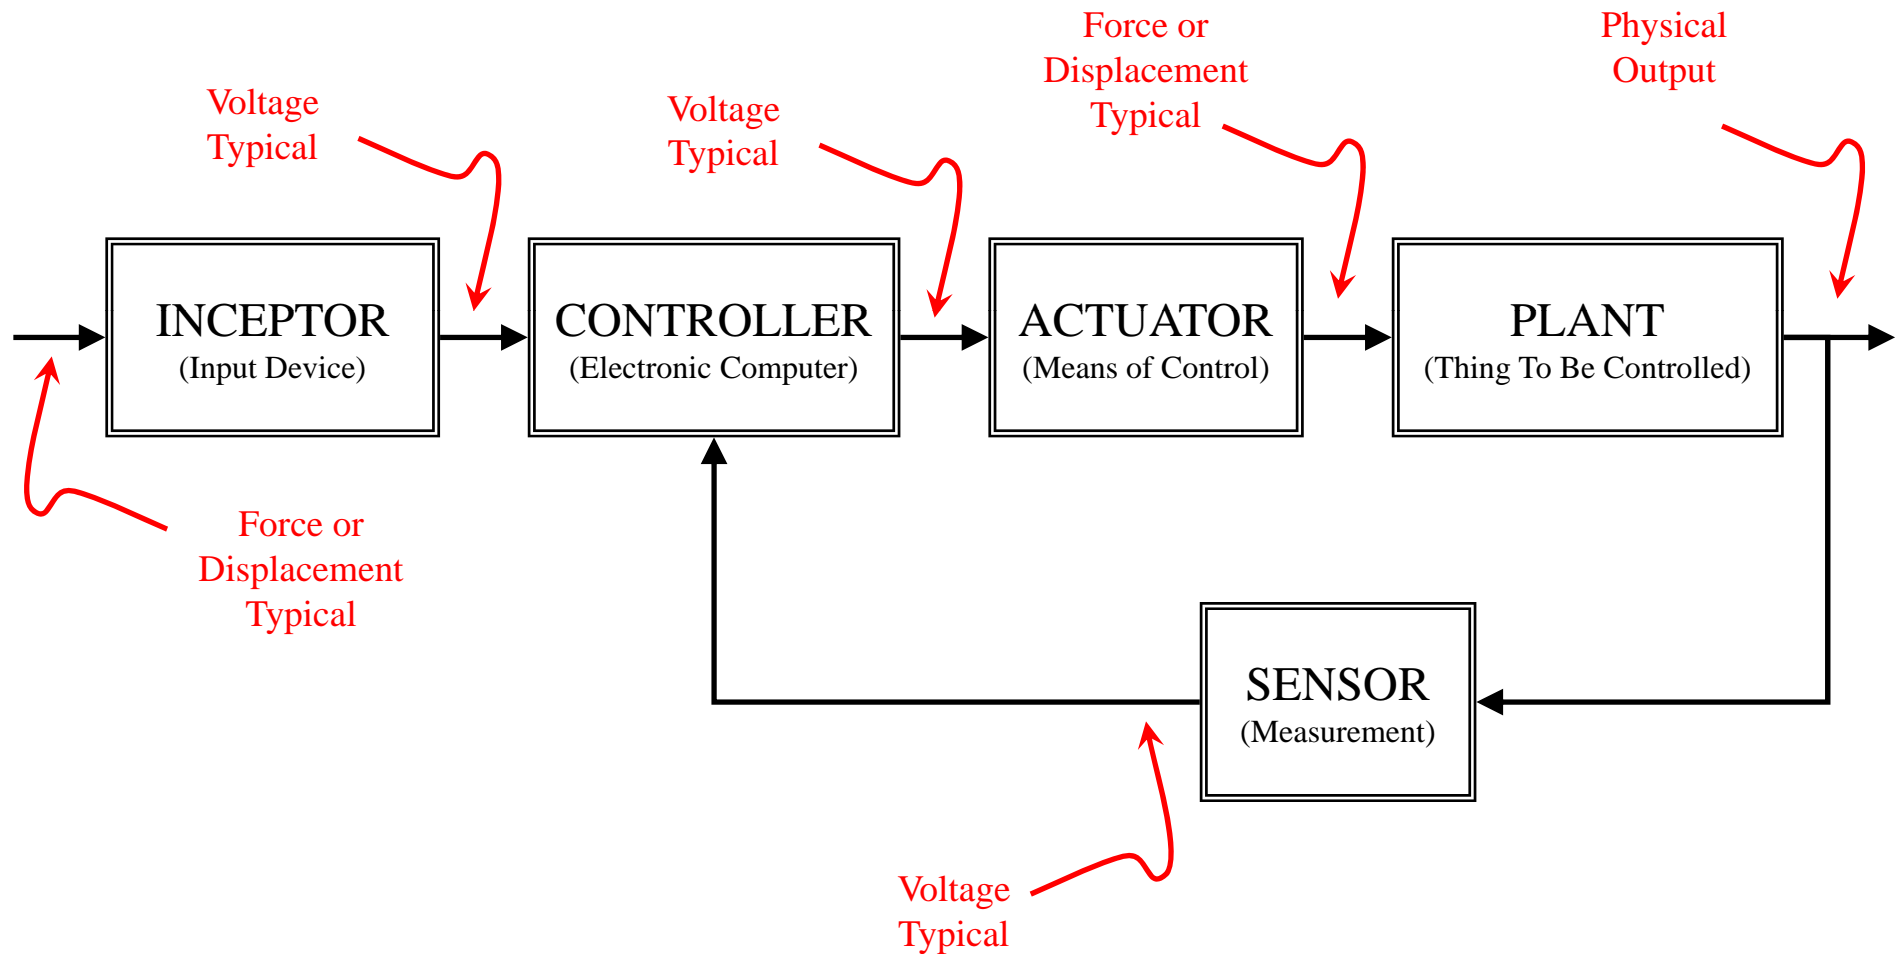 Force or
Displacement
Typical
Physical
Output
Voltage
Typical
Voltage
Typical
INCEPTOR
(Input Device)
CONTROLLER
(Electronic Computer)
ACTUATOR
(Means of Control)
PLANT
(Thing To Be Controlled)
Force or
Displacement
Typical
SENSOR
(Measurement)
Voltage
Typical